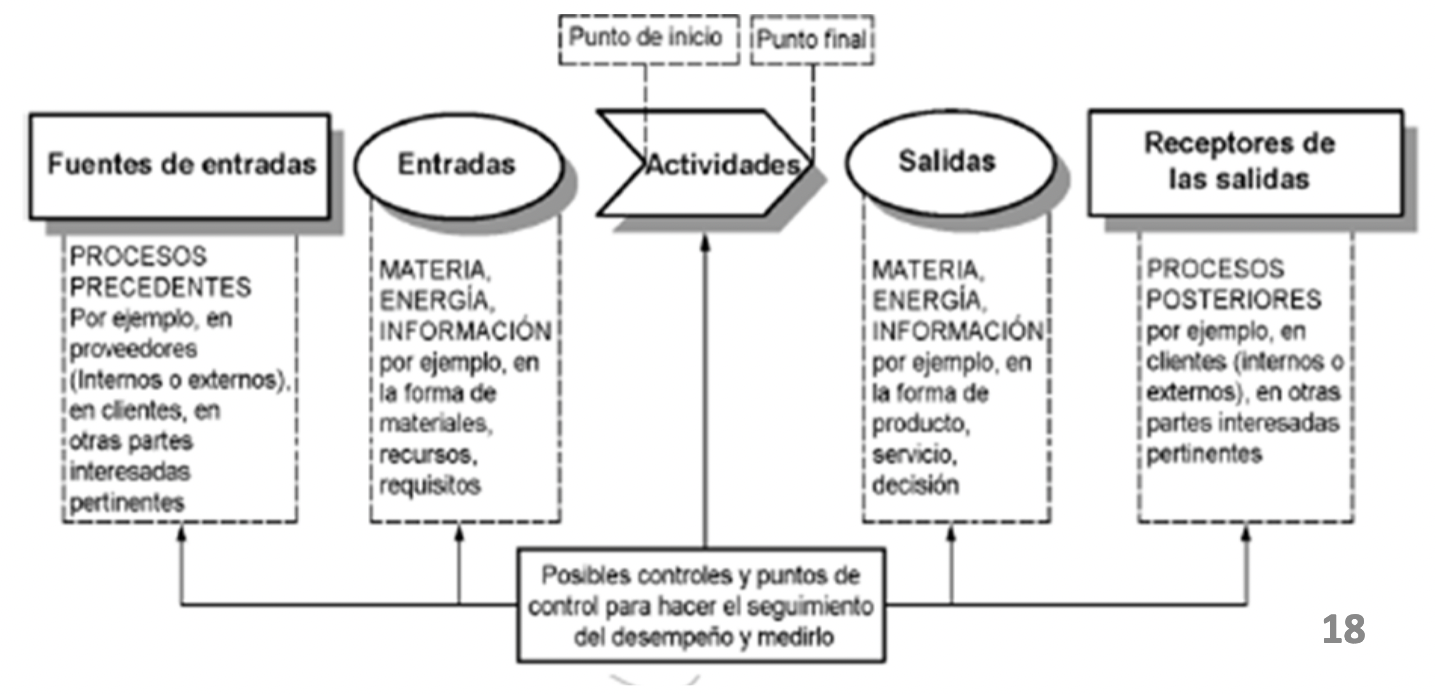 Punto de inicio
Punto final
Fuentes de entradas
Entradas
Actividades
Salidas
Receptores de
las salidas
PROCESOS
PRECEDENTES
Por ejemplo, en
proveedores
(Internos o externos),
en clientes, en
otras partes
interesadas
pertinentes
MATERIA,
ENERGÍA,
INFORMACIÓN
por ejemplo, en
la forma de
materiales,
recursos,
requisitos
MATERIA,
ENERGÍA,
INFORMACIÓN
por ejemplo, en
la forma de
producto,
servicio,
decisión
PROCESOS
POSTERIORES
por ejemplo, en
clientes (internos o
externos), en otras
partes interesadas
pertinentes
Posibles controles y puntos de
control para hacer el seguimiento
del desempeño y medirlo
18